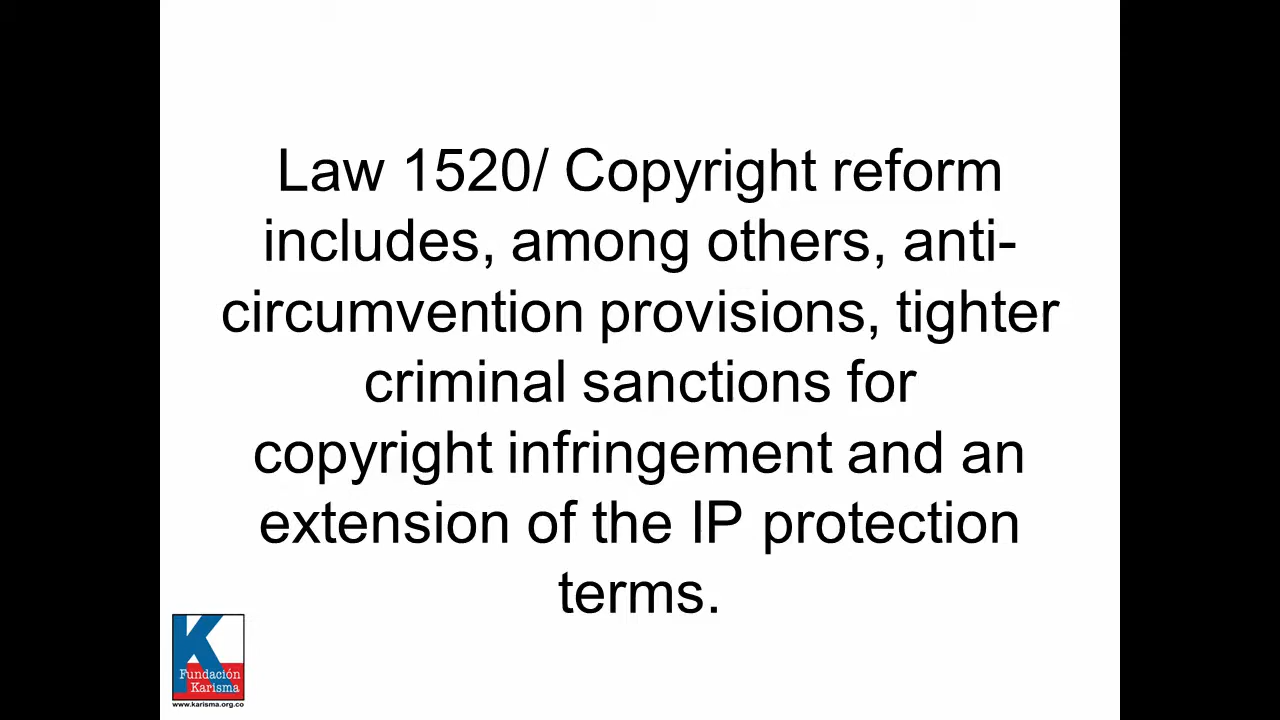 Law 1520/ Copyright reform
includes, among others, anti-
circumvention provisions, tighter
criminal sanctions for
copyright infringement and an
extension of the IP protection
terms.
K
Fundación
Karisma
www.karisma.org.co